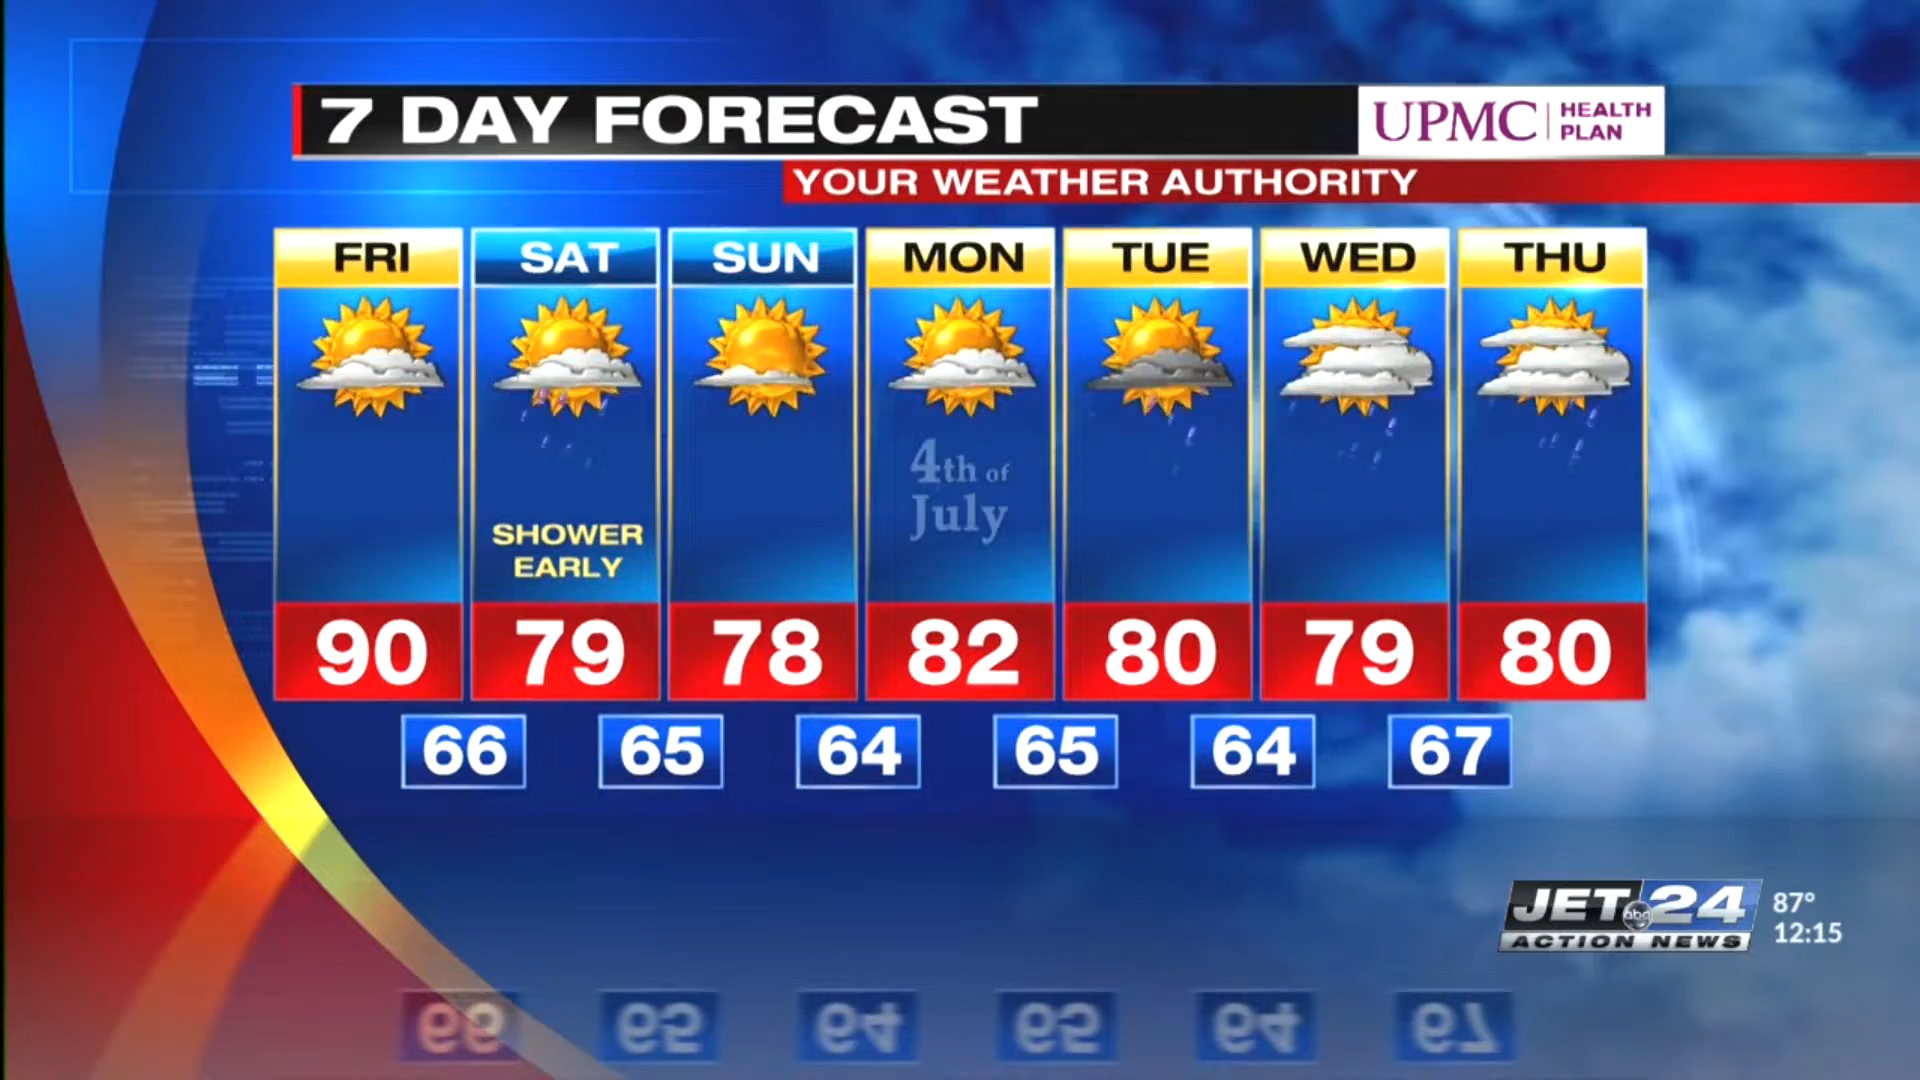 7 DAY FORECAST
UPMC HEALTH PLAN
YOUR WEATHER AUTHORITY
FRI SAT SUN MON TUE WED THU
4th of
July
SHOWER
EARLY
90 79 78 82 80 79 80
66 65 64 65 64 67
JET abc 24
ACTION NEWS
87°
12:15